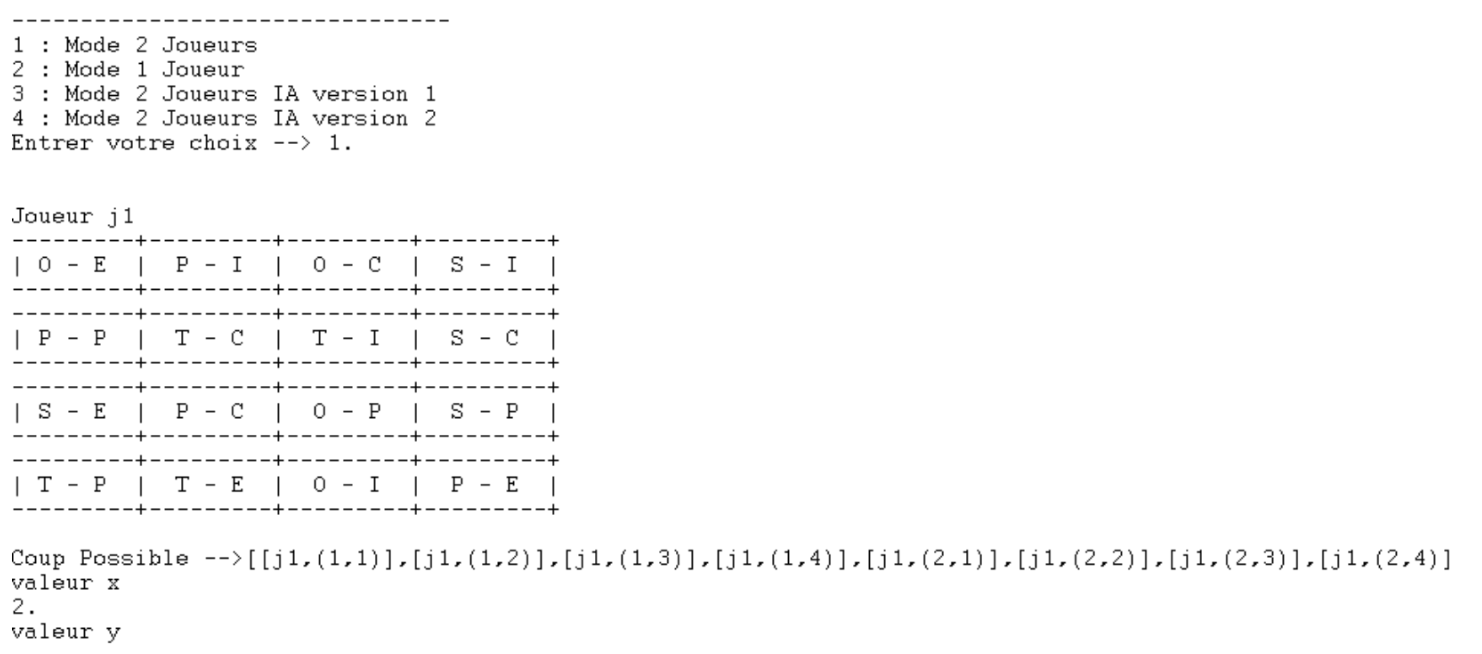 --------------------------------
1 : Mode 2 Joueurs
2 : Mode 1 Joueur
3 : Mode 2 Joueurs IA version 1
4 : Mode 2 Joueurs IA version 2
Entrer votre choix --> 1.
Joueur j1
---------+---------+---------+---------+
| O - E  |  P - I  |  O - C  |  S - I  |
---------+---------+---------+---------+
---------+---------+---------+---------+
| P - P  |  T - C  |  T - I  |  S - C  |
---------+---------+---------+---------+
---------+---------+---------+---------+
| S - E  |  P - C  |  O - P  |  S - P  |
---------+---------+---------+---------+
---------+---------+---------+---------+
| T - P  |  T - E  |  O - I  |  P - E  |
---------+---------+---------+---------+
Coup Possible -->[[j1,(1,1)],[j1,(1,2)],[j1,(1,3)],[j1,(1,4)],[j1,(2,1)],[j1,(2,2)],[j1,(2,3)],[j1,(2,4)]
valeur x
2.
valeur y